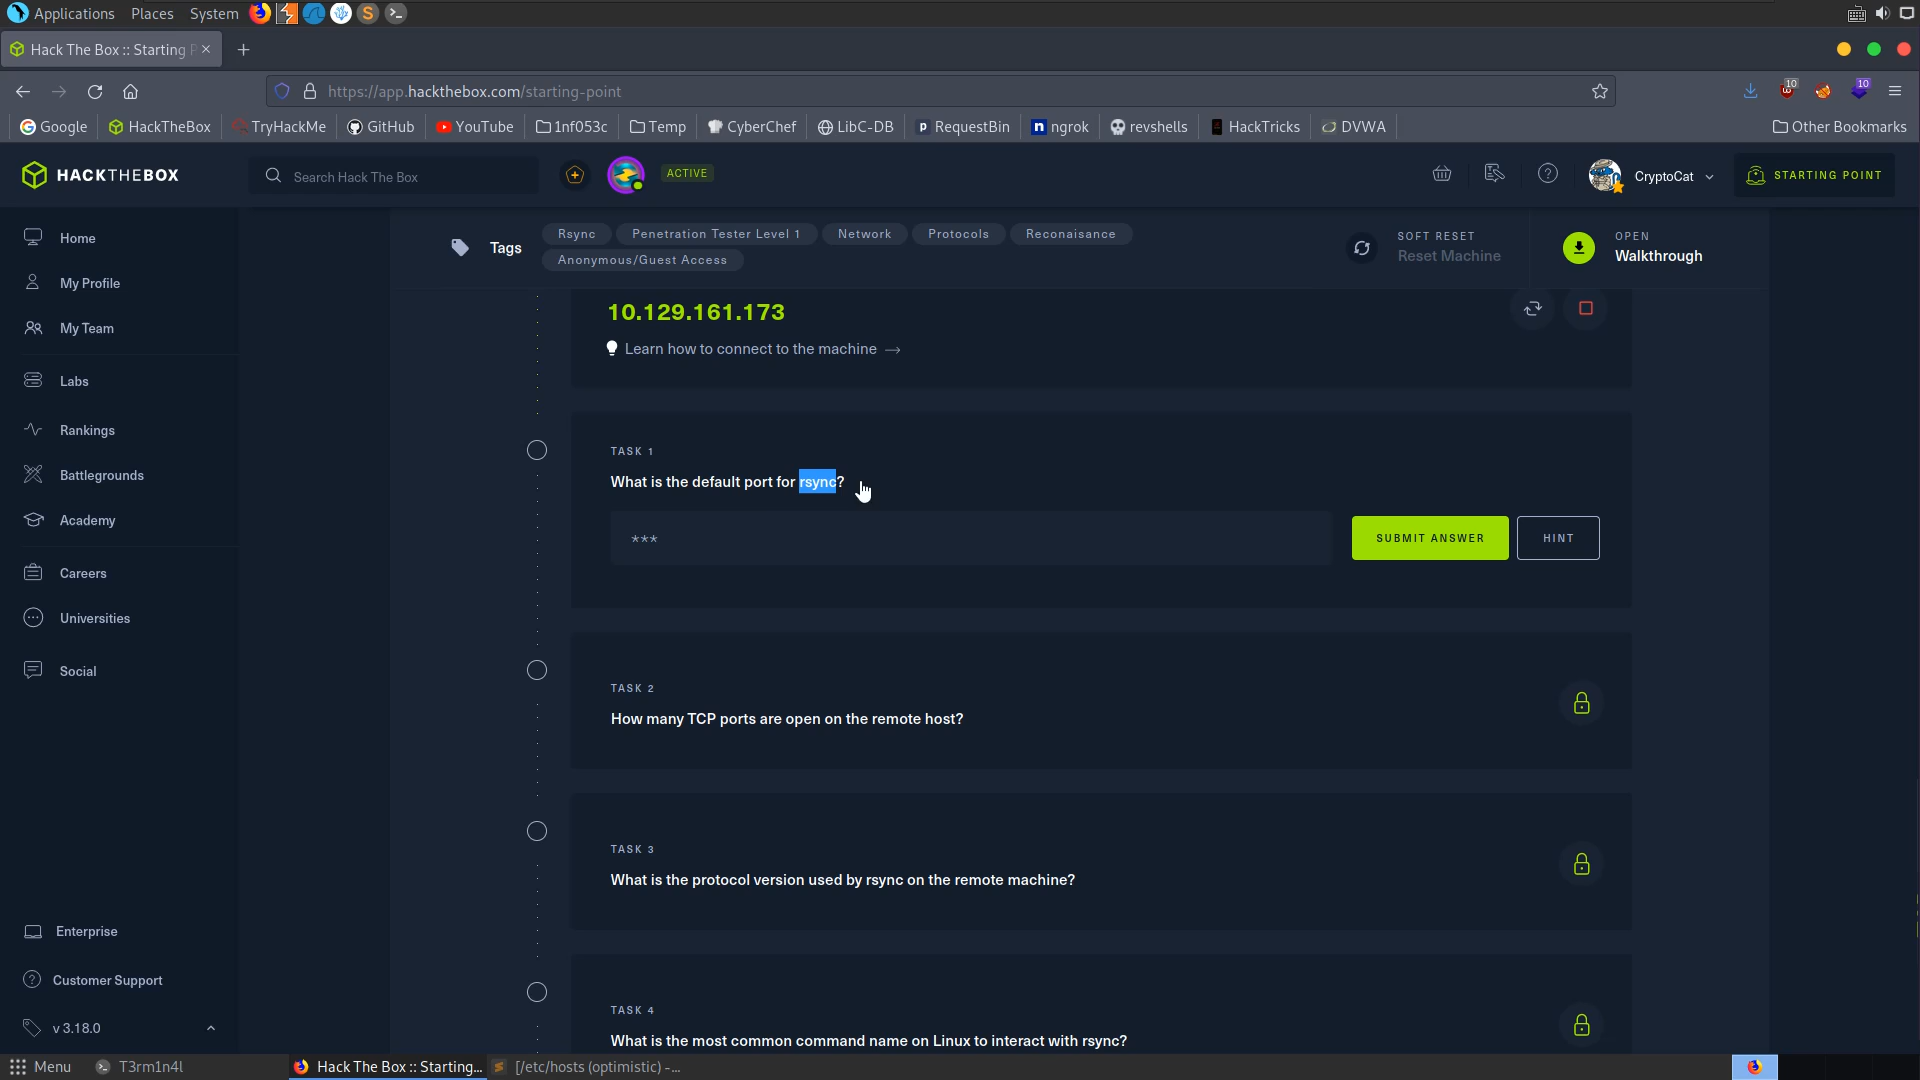 Applications Places System
Hack The Box :: Starting P
https://app.hackthebox.com/starting-point
10
10
Google HackTheBox TryHackMe GitHub YouTube 1nf053c Temp CyberChef LibC-DB RequestBin ngrok revshells HackTricks DVWA Other Bookmarks
HACKTHEBOX
Search Hack The Box
ACTIVE
CryptoCat
STARTING POINT
Home
My Profile
My Team
Labs
Rankings
Battlegrounds
Academy
Careers
Universities
Social
Enterprise
Customer Support
v 3.18.0
Tags
Rsync Penetration Tester Level 1 Network Protocols Reconaisance
Anonymous/Guest Access
SOFT RESET
Reset Machine
OPEN
Walkthrough
10.129.161.173
Learn how to connect to the machine →
TASK 1
What is the default port for rsync?
***
SUBMIT ANSWER
HINT
TASK 2
How many TCP ports are open on the remote host?
TASK 3
What is the protocol version used by rsync on the remote machine?
TASK 4
What is the most common command name on Linux to interact with rsync?
Menu T3rm1n4l Hack The Box :: Starting... [/etc/hosts (optimistic) -...